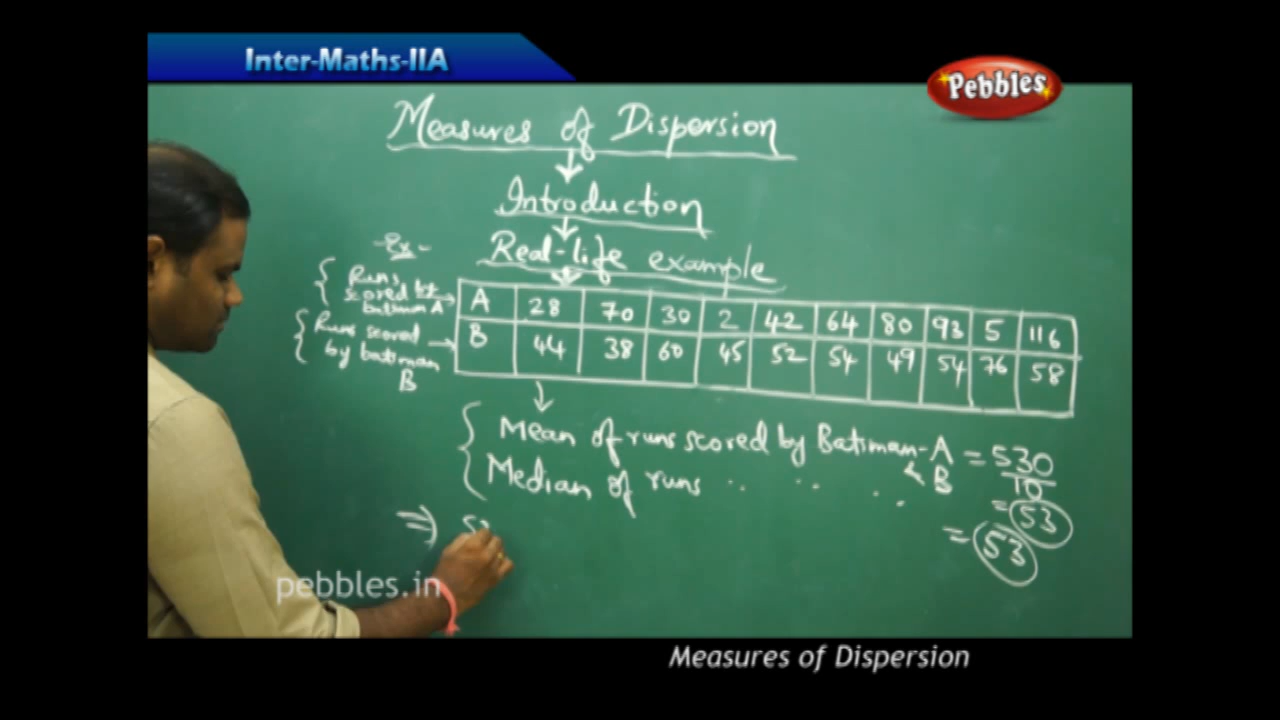 Inter-Maths-IIA
Pebbles
Measures of Dispersion
Introduction
Real-life example
-Ex-
Runs
scored by
batsman A
A 28 70 30 2 42 64 80 93 5 116
Runs scored
by batsman
B
B 44 38 60 45 52 54 49 54 76 58
Mean of runs scored by Batsman-A = 530
10
& B
= 53
Median of runs ,, ,, ,,
= 53
⇒
pebbles.in
Measures of Dispersion